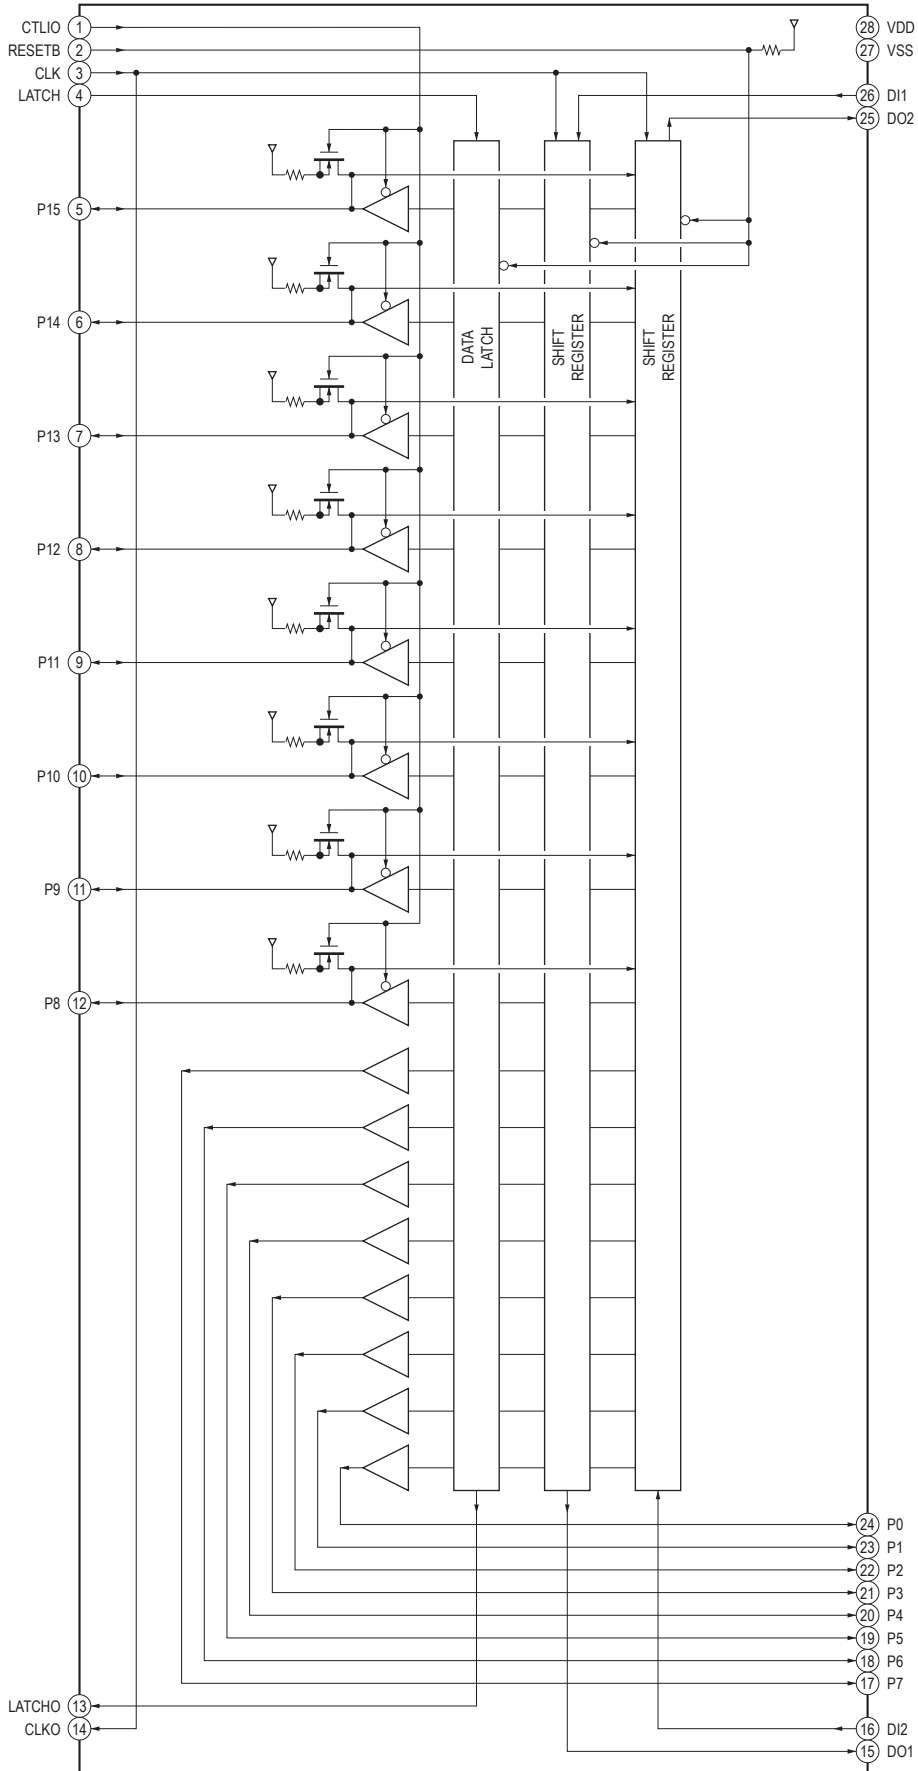 CTLIO 1
RESETB 2
CLK 3
LATCH 4
28 VDD
27 VSS
26 DI1
25 DO2
P15 5
P14 6
P13 7
P12 8
P11 9
P10 10
P9 11
P8 12
DATA
LATCH
SHIFT
REGISTER
SHIFT
REGISTER
24 P0
23 P1
22 P2
21 P3
20 P4
19 P5
18 P6
17 P7
LATCHO 13
CLKO 14
16 DI2
15 DO1